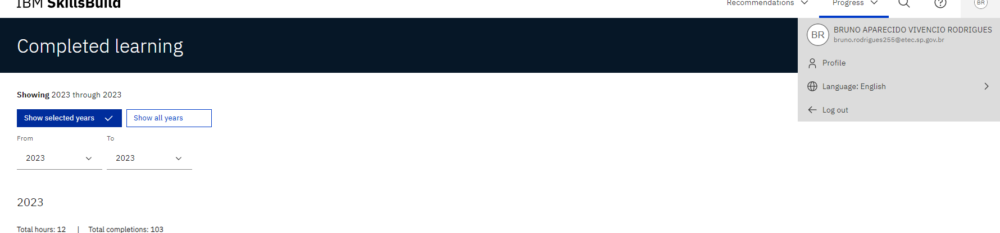 IBM SkillsBuild
Recommendations
Progress
BR
Completed learning
BR
BRUNO APARECIDO VIVENCIO RODRIGUES
bruno.rodrigues255@etec.sp.gov.br
Profile
Language: English
Log out
Showing 2023 through 2023
Show selected years
Show all years
From
To
2023
2023
2023
Total hours: 12 | Total completions: 103